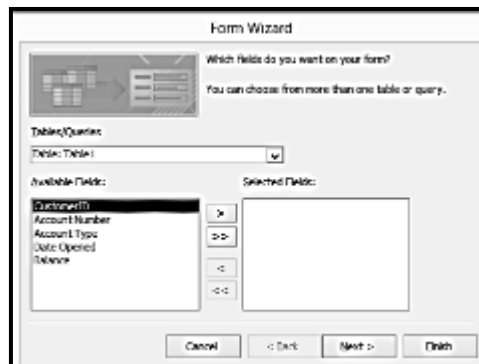 Form Wizard
Which fields do you want on your form?
You can choose from more than one table or query.
Tables/Queries
Table: Table1
Available Fields:
Selected Fields:
CustomerID
Account Number
Account Type
Date Opened
Balance
>
>>
<
<<
Cancel
< Back
Next >
Finish